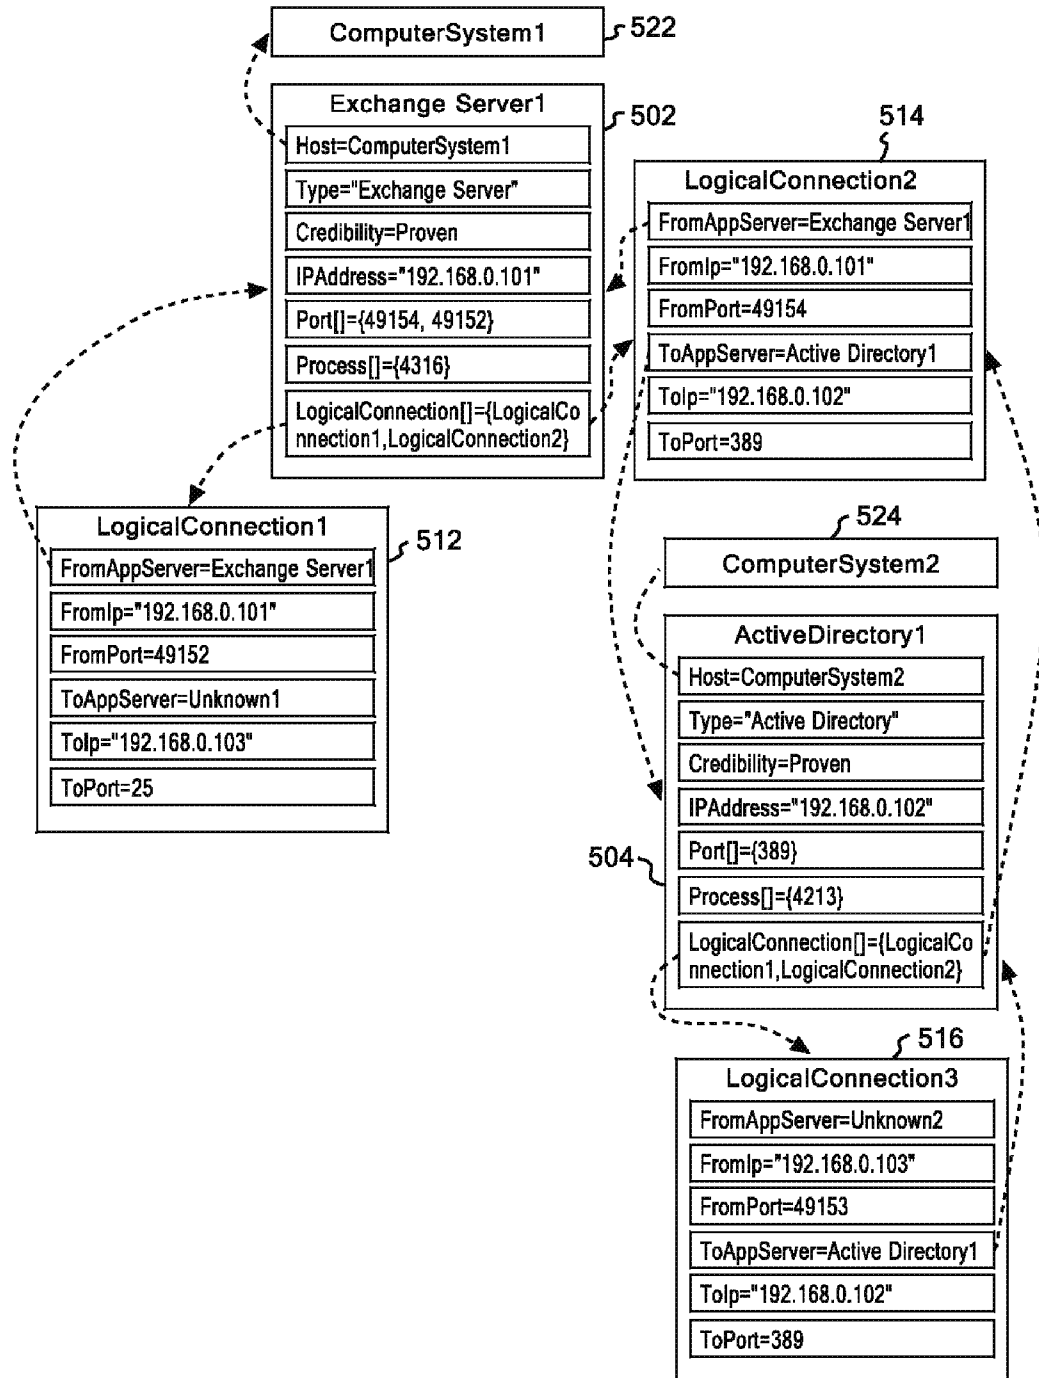 ComputerSystem1
522
Exchange Server1
502
Host=ComputerSystem1
Type="Exchange Server"
Credibility=Proven
IPAddress="192.168.0.101"
Port[]={49154, 49152}
Process[]={4316}
LogicalConnection[]={LogicalCo
nnection1,LogicalConnection2}
514
LogicalConnection2
FromAppServer=Exchange Server1
FromIp="192.168.0.101"
FromPort=49154
ToAppServer=Active Directory1
ToIp="192.168.0.102"
ToPort=389
LogicalConnection1
512
FromAppServer=Exchange Server1
FromIp="192.168.0.101"
FromPort=49152
ToAppServer=Unknown1
ToIp="192.168.0.103"
ToPort=25
524
ComputerSystem2
ActiveDirectory1
Host=ComputerSystem2
Type="Active Directory"
Credibility=Proven
IPAddress="192.168.0.102"
504
Port[]={389}
Process[]={4213}
LogicalConnection[]={LogicalCo
nnection1,LogicalConnection2}
516
LogicalConnection3
FromAppServer=Unknown2
FromIp="192.168.0.103"
FromPort=49153
ToAppServer=Active Directory1
ToIp="192.168.0.102"
ToPort=389